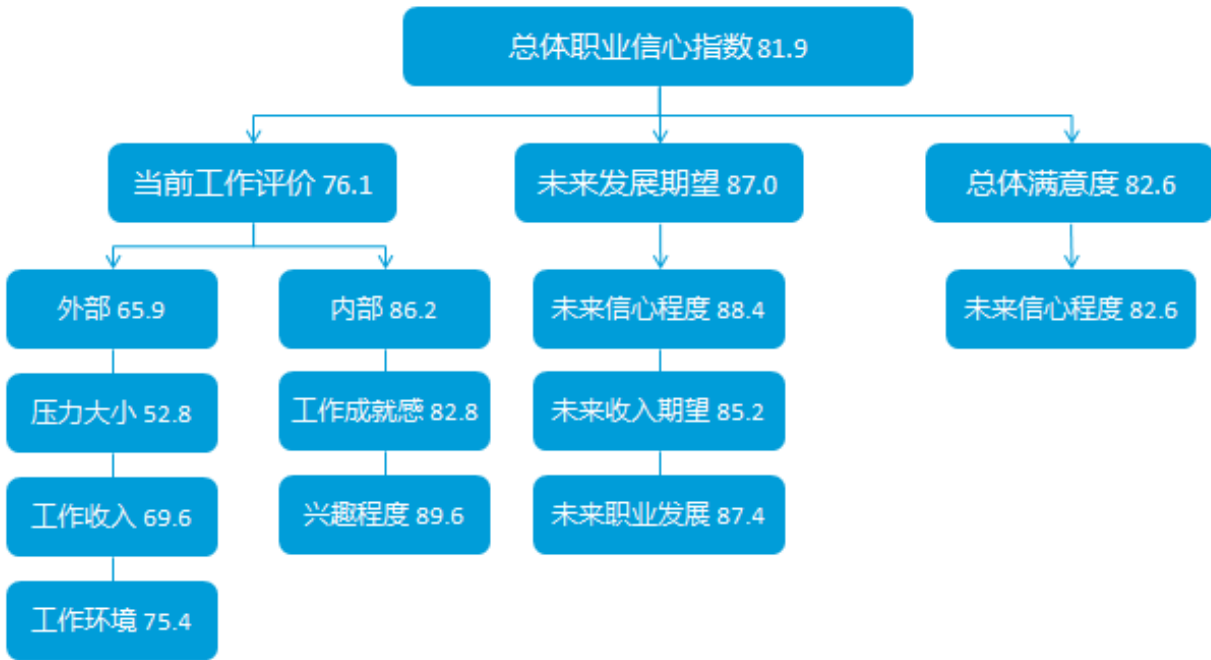 总体职业信心指数 81.9
当前工作评价 76.1
未来发展期望 87.0
总体满意度 82.6
外部 65.9
内部 86.2
未来信心程度 88.4
未来信心程度 82.6
压力大小 52.8
工作成就感 82.8
未来收入期望 85.2
工作收入 69.6
兴趣程度 89.6
未来职业发展 87.4
工作环境 75.4